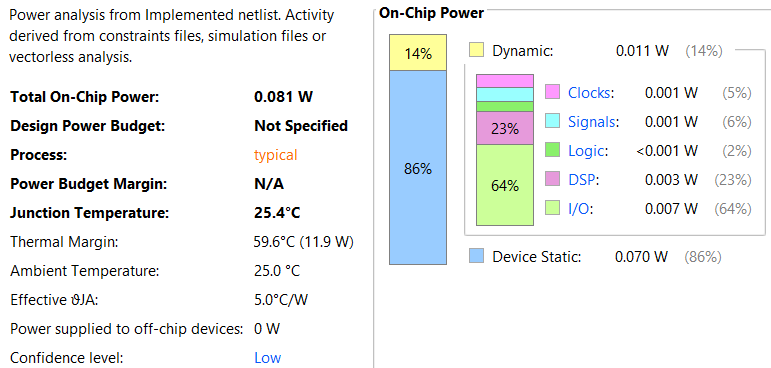 Power analysis from Implemented netlist. Activity
derived from constraints files, simulation files or
vectorless analysis.
Total On-Chip Power: 0.081 W
Design Power Budget: Not Specified
Process: typical
Power Budget Margin: N/A
Junction Temperature: 25.4°C
Thermal Margin: 59.6°C (11.9 W)
Ambient Temperature: 25.0 °C
Effective ϑJA: 5.0°C/W
Power supplied to off-chip devices: 0 W
Confidence level: Low
On-Chip Power
14%
86%
Dynamic: 0.011 W (14%)
23%
64%
Clocks: 0.001 W (5%)
Signals: 0.001 W (6%)
Logic: <0.001 W (2%)
DSP: 0.003 W (23%)
I/O: 0.007 W (64%)
Device Static: 0.070 W (86%)